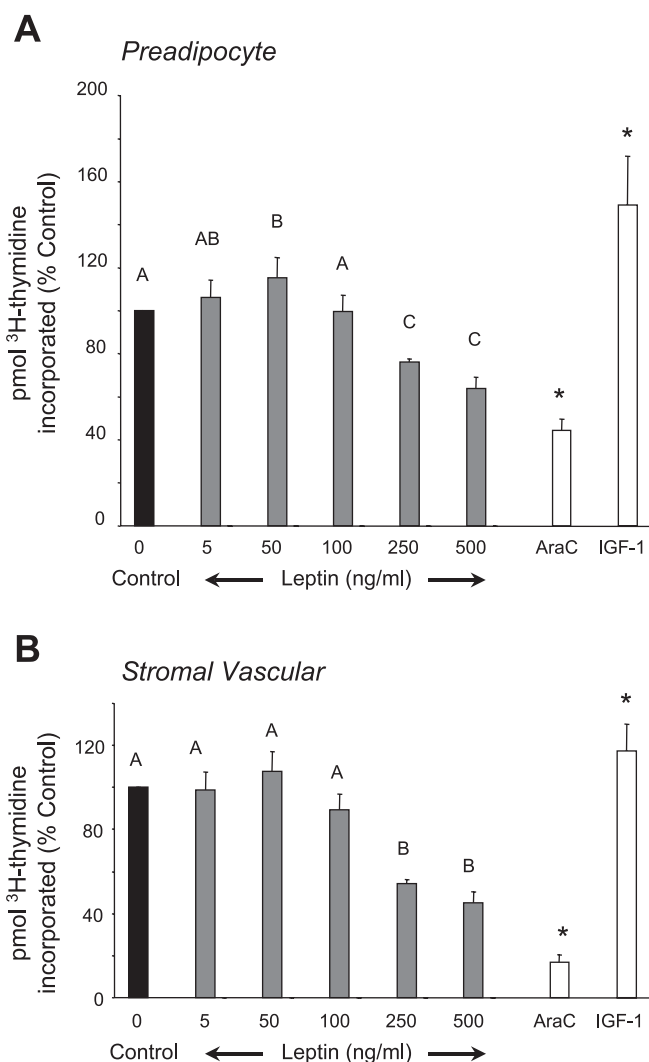 A
Preadipocyte
pmol ³H-thymidine
incorporated (% Control)
200
160
120
80
40
0
A
AB
B
A
C
C
*
*
0 5 50 100 250 500 AraC IGF-1
Control Leptin (ng/ml)
B
Stromal Vascular
pmol ³H-thymidine
incorporated (% Control)
120
80
40
0
A
A
A
A
B
B
*
*
0 5 50 100 250 500 AraC IGF-1
Control Leptin (ng/ml)